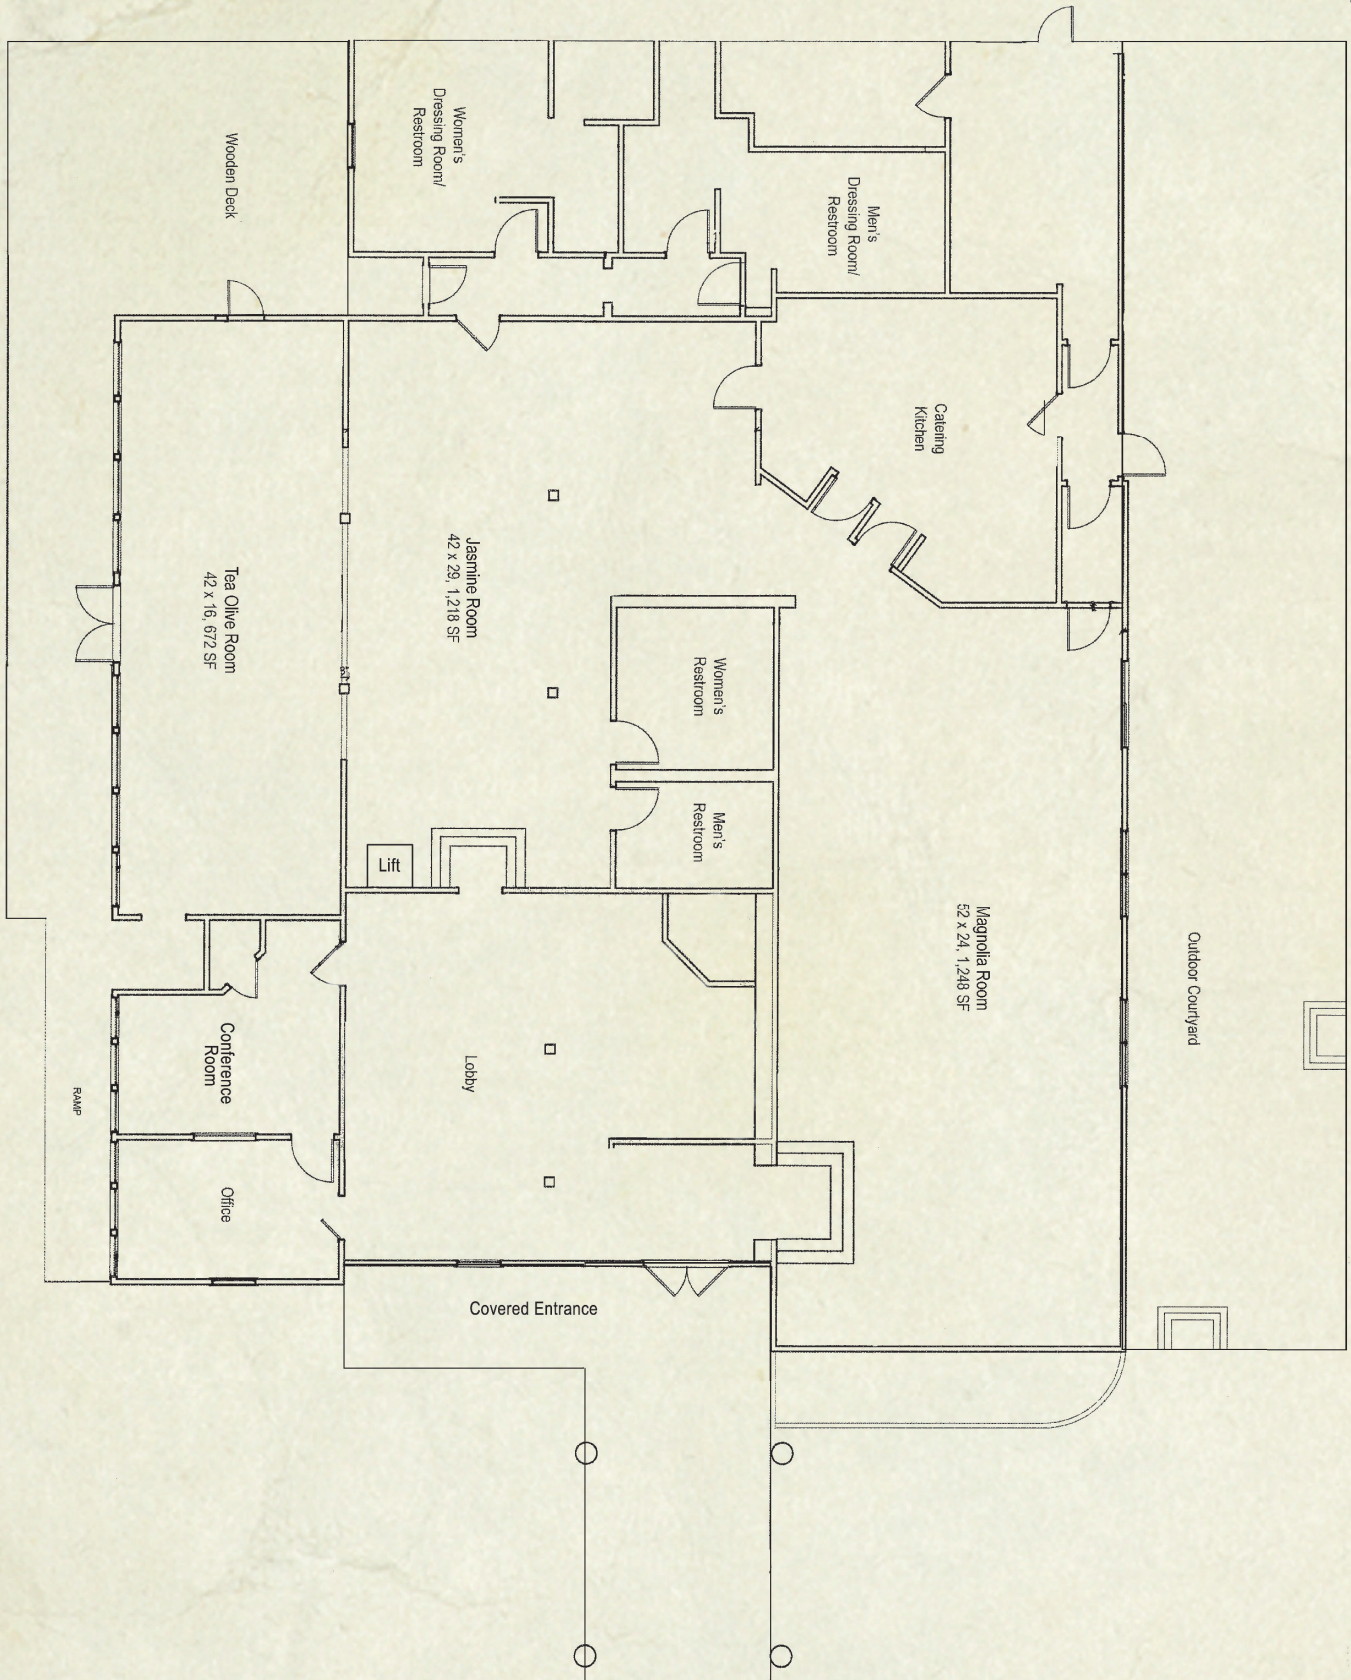 Wooden Deck
Women's
Dressing Room/
Restroom
Men's
Dressing Room/
Restroom
Catering
Kitchen
Tea Olive Room
42 x 16, 672 SF
Jasmine Room
42 x 29, 1,218 SF
Women's
Restroom
Men's
Restroom
Lift
Magnolia Room
52 x 24, 1,248 SF
Outdoor Courtyard
Conference
Room
Lobby
RAMP
Office
Covered Entrance